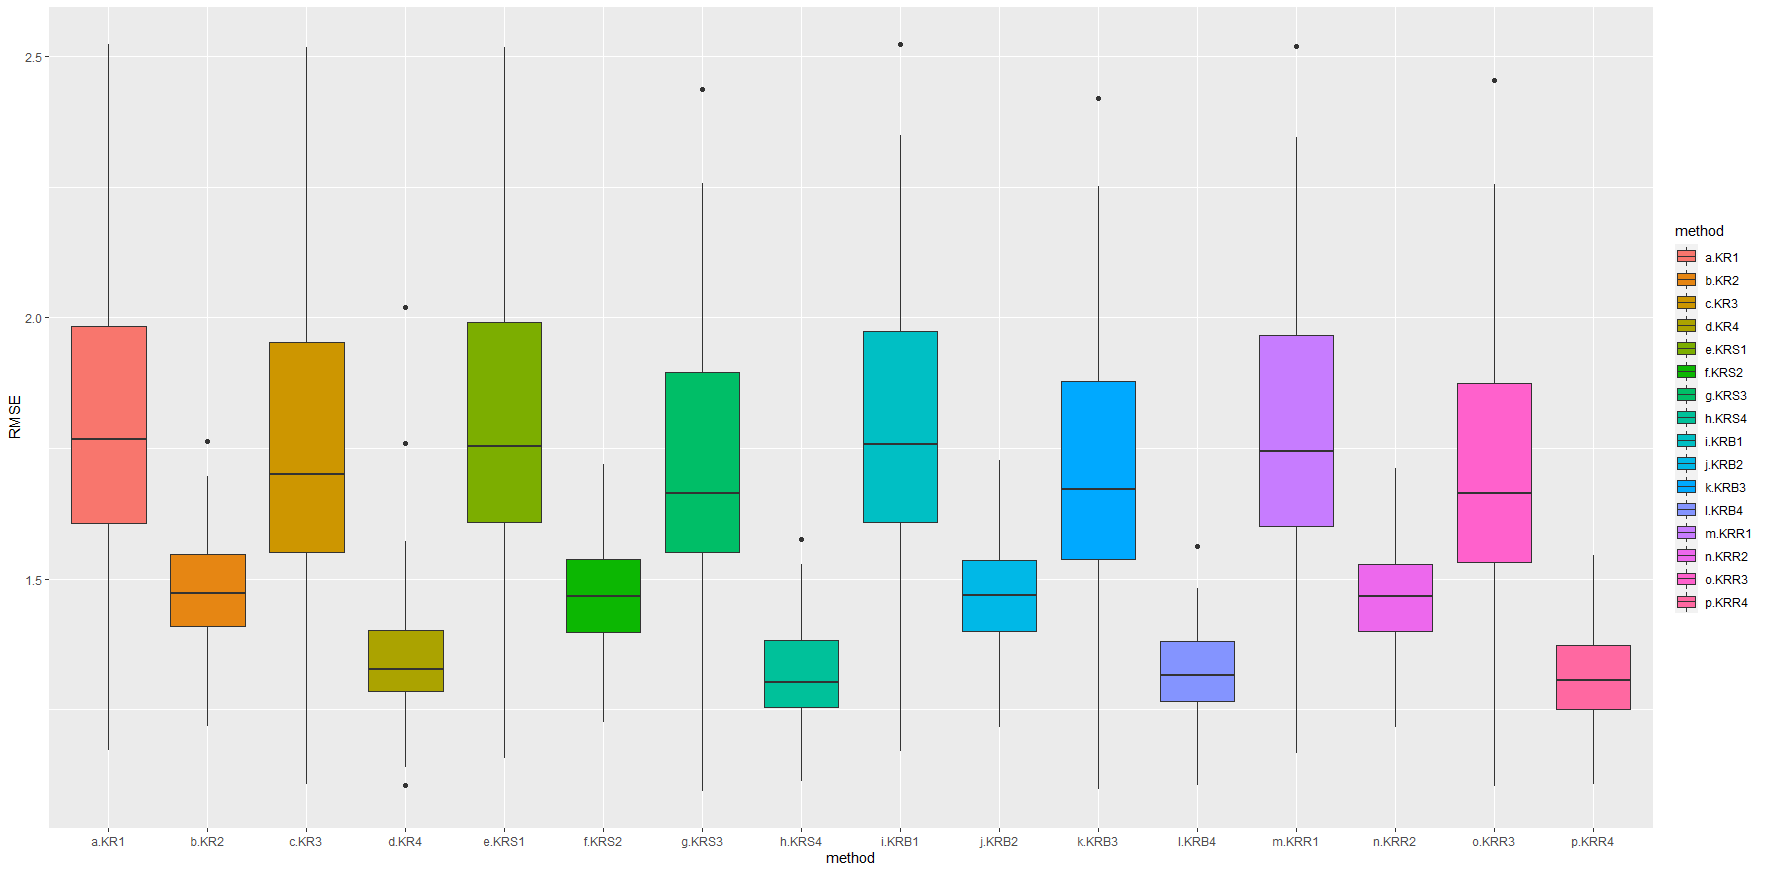 RMSE
2.5
2.0
1.5
a.KR1 b.KR2 c.KR3 d.KR4 e.KRS1 f.KRS2 g.KRS3 h.KRS4 i.KRB1 j.KRB2 k.KRB3 l.KRB4 m.KRR1 n.KRR2 o.KRR3 p.KRR4
method
method
a.KR1
b.KR2
c.KR3
d.KR4
e.KRS1
f.KRS2
g.KRS3
h.KRS4
i.KRB1
j.KRB2
k.KRB3
l.KRB4
m.KRR1
n.KRR2
o.KRR3
p.KRR4